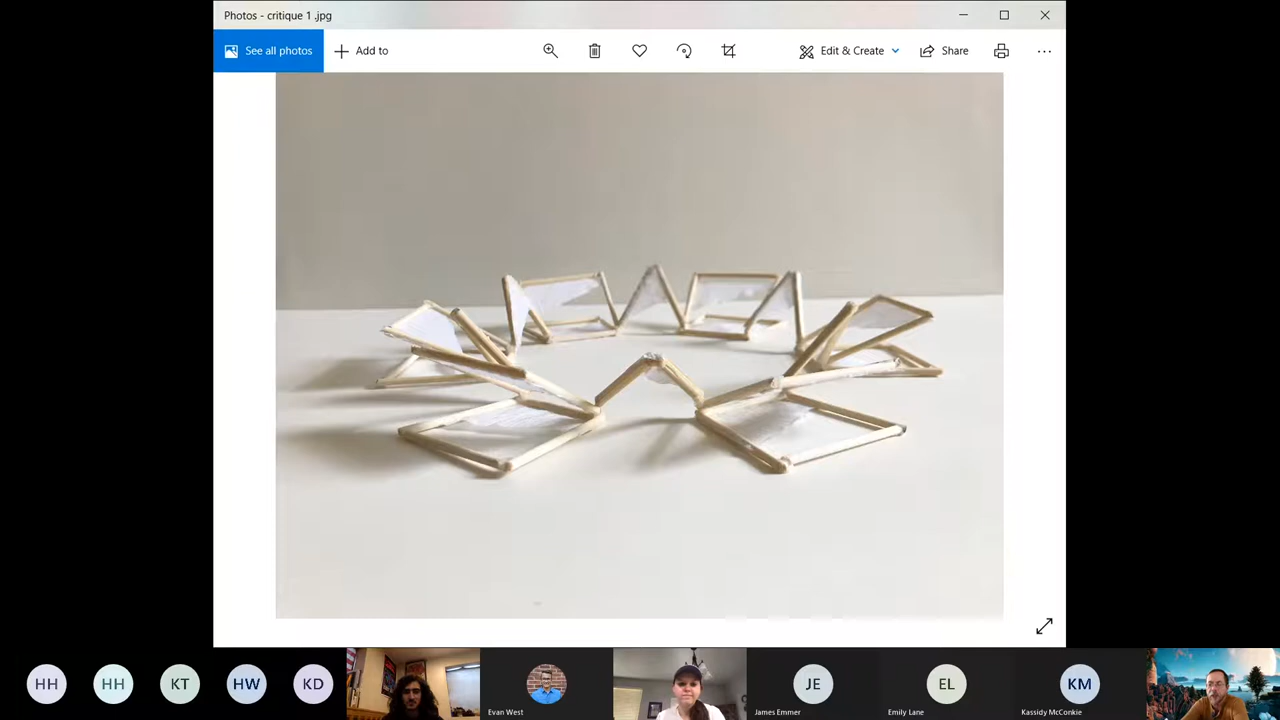 Photos - critique 1 .jpg
See all photos
Add to
Edit & Create
Share
HH
HH
KT
HW
KD
Evan West
JE
James Emmer
EL
Emily Lane
KM
Kassidy McConkie